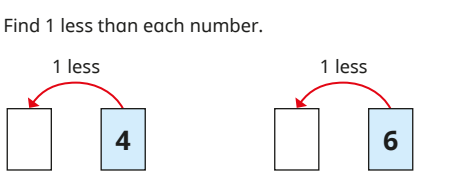 Find 1 less than each number.
1 less 1 less
4 6